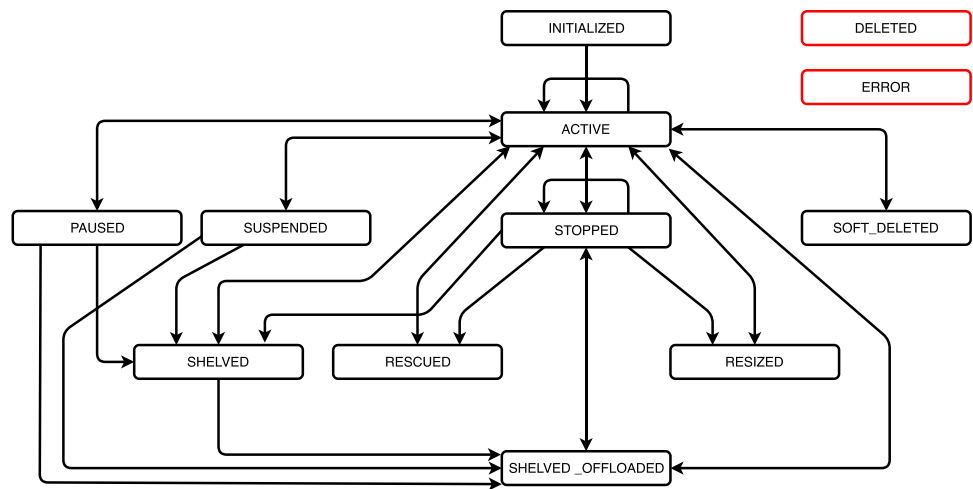 INITIALIZED
DELETED
ERROR
ACTIVE
PAUSED
SUSPENDED
STOPPED
SOFT_DELETED
SHELVED
RESCUED
RESIZED
SHELVED _OFFLOADED